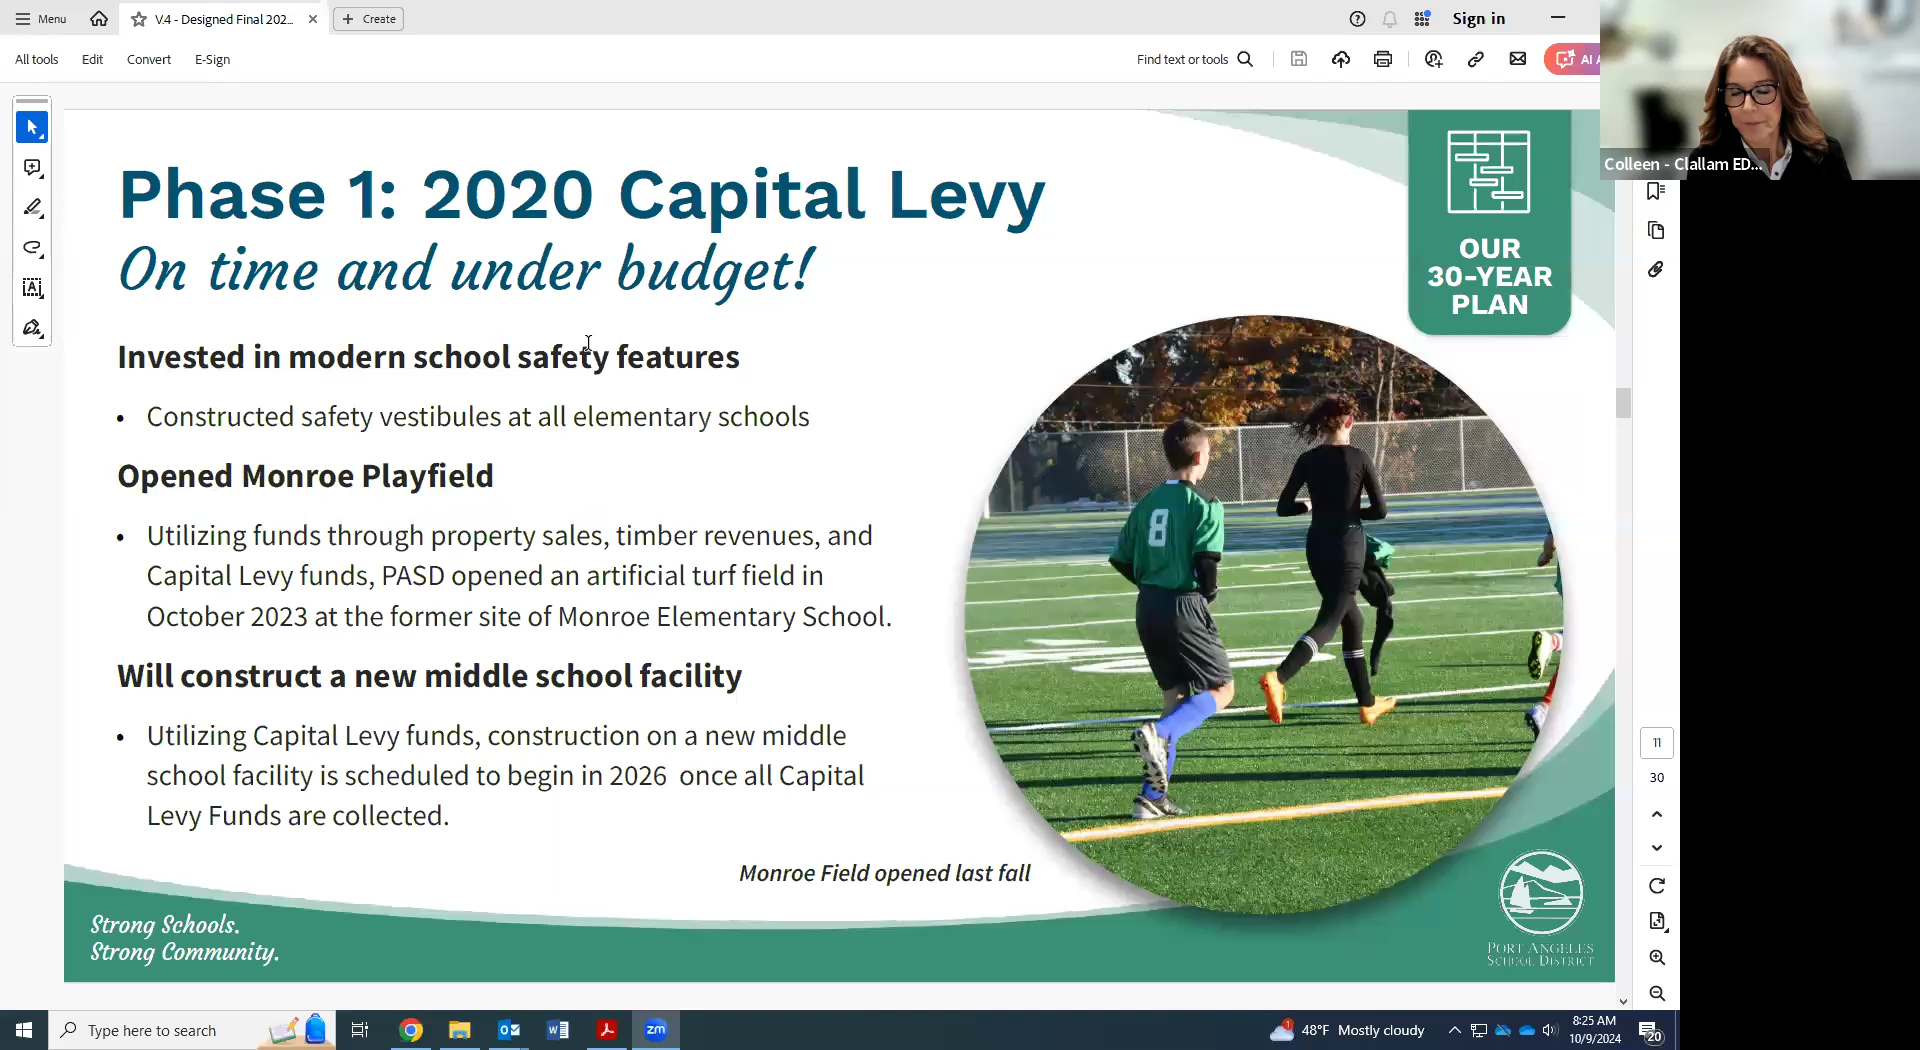 Menu
V.4 - Designed Final 202...
Create
Sign in
All tools
Edit
Convert
E-Sign
Find text or tools
AI A
Colleen - Clallam ED...
Phase 1: 2020 Capital Levy
On time and under budget!
OUR
30-YEAR
PLAN
Invested in modern school safety features
• Constructed safety vestibules at all elementary schools
Opened Monroe Playfield
• Utilizing funds through property sales, timber revenues, and
Capital Levy funds, PASD opened an artificial turf field in
October 2023 at the former site of Monroe Elementary School.
Will construct a new middle school facility
• Utilizing Capital Levy funds, construction on a new middle
school facility is scheduled to begin in 2026 once all Capital
Levy Funds are collected.
8
Monroe Field opened last fall
Strong Schools.
Strong Community.
PORT ANGELES
SCHOOL DISTRICT
11
30
Type here to search
zm
1
48°F Mostly cloudy
8:25 AM
10/9/2024
20